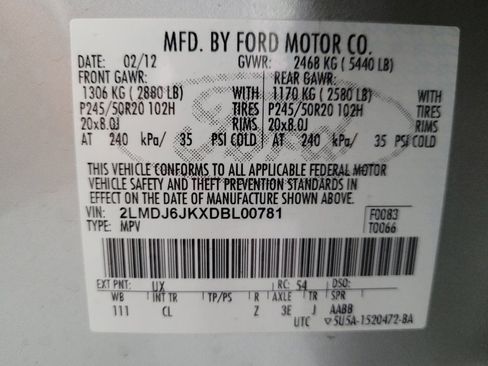 MFD. BY FORD MOTOR CO.
DATE: 02/12 GVWR: 2468 KG ( 5440 LB)
FRONT GAWR: REAR GAWR:
1306 KG ( 2880 LB) 1170 KG ( 2580 LB)
P245/50R20 102H TIRES P245/50R20 102H TIRES
20x8.0J RIMS 20x8.0J RIMS
AT 240 kPa/ 35 PSI COLD AT 240 kPa/ 35 PSI COLD
THIS VEHICLE CONFORMS TO ALL APPLICABLE FEDERAL MOTOR
VEHICLE SAFETY AND THEFT PREVENTION STANDARDS IN
EFFECT ON THE DATE OF MANUFACTURE SHOWN ABOVE.
VIN: 2LMDJ6JKXDBL00781 F0083
TYPE: MPV T0066
EXT PNT: UX RC: 54 DSO:
WB INT TR TP/PS R AXLE TR SPR
111 CL Z 3E J AABB
UTC ▽5U5A-1520472-BA